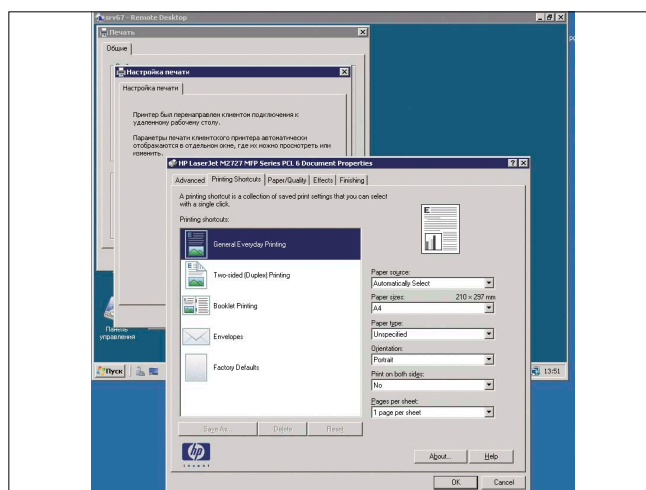 srv67 - Remote Desktop
Печать
Общие
Настройка печати
Настройка печати
Принтер был перенаправлен клиентом подключения к
удаленному рабочему столу.
Параметры печати клиентского принтера автоматически
отображаются в отдельном окне, где их можно просмотреть или
изменить.
HP LaserJet M2727 MFP Series PCL 6 Document Properties
Advanced
Printing Shortcuts
Paper/Quality
Effects
Finishing
A printing shortcut is a collection of saved print settings that you can select
with a single click.
Printing shortcuts:
General Everyday Printing
Two-sided (Duplex) Printing
Booklet Printing
Envelopes
Factory Defaults
Paper source:
Automatically Select
Paper sizes: 210 × 297 mm
A4
Paper type:
Unspecified
Orientation:
Portrait
Print on both sides:
No
Pages per sheet:
1 page per sheet
Save As...
Delete
Reset
hp
invent
About...
Help
OK
Cancel
Панель
управления
Пуск
13:51